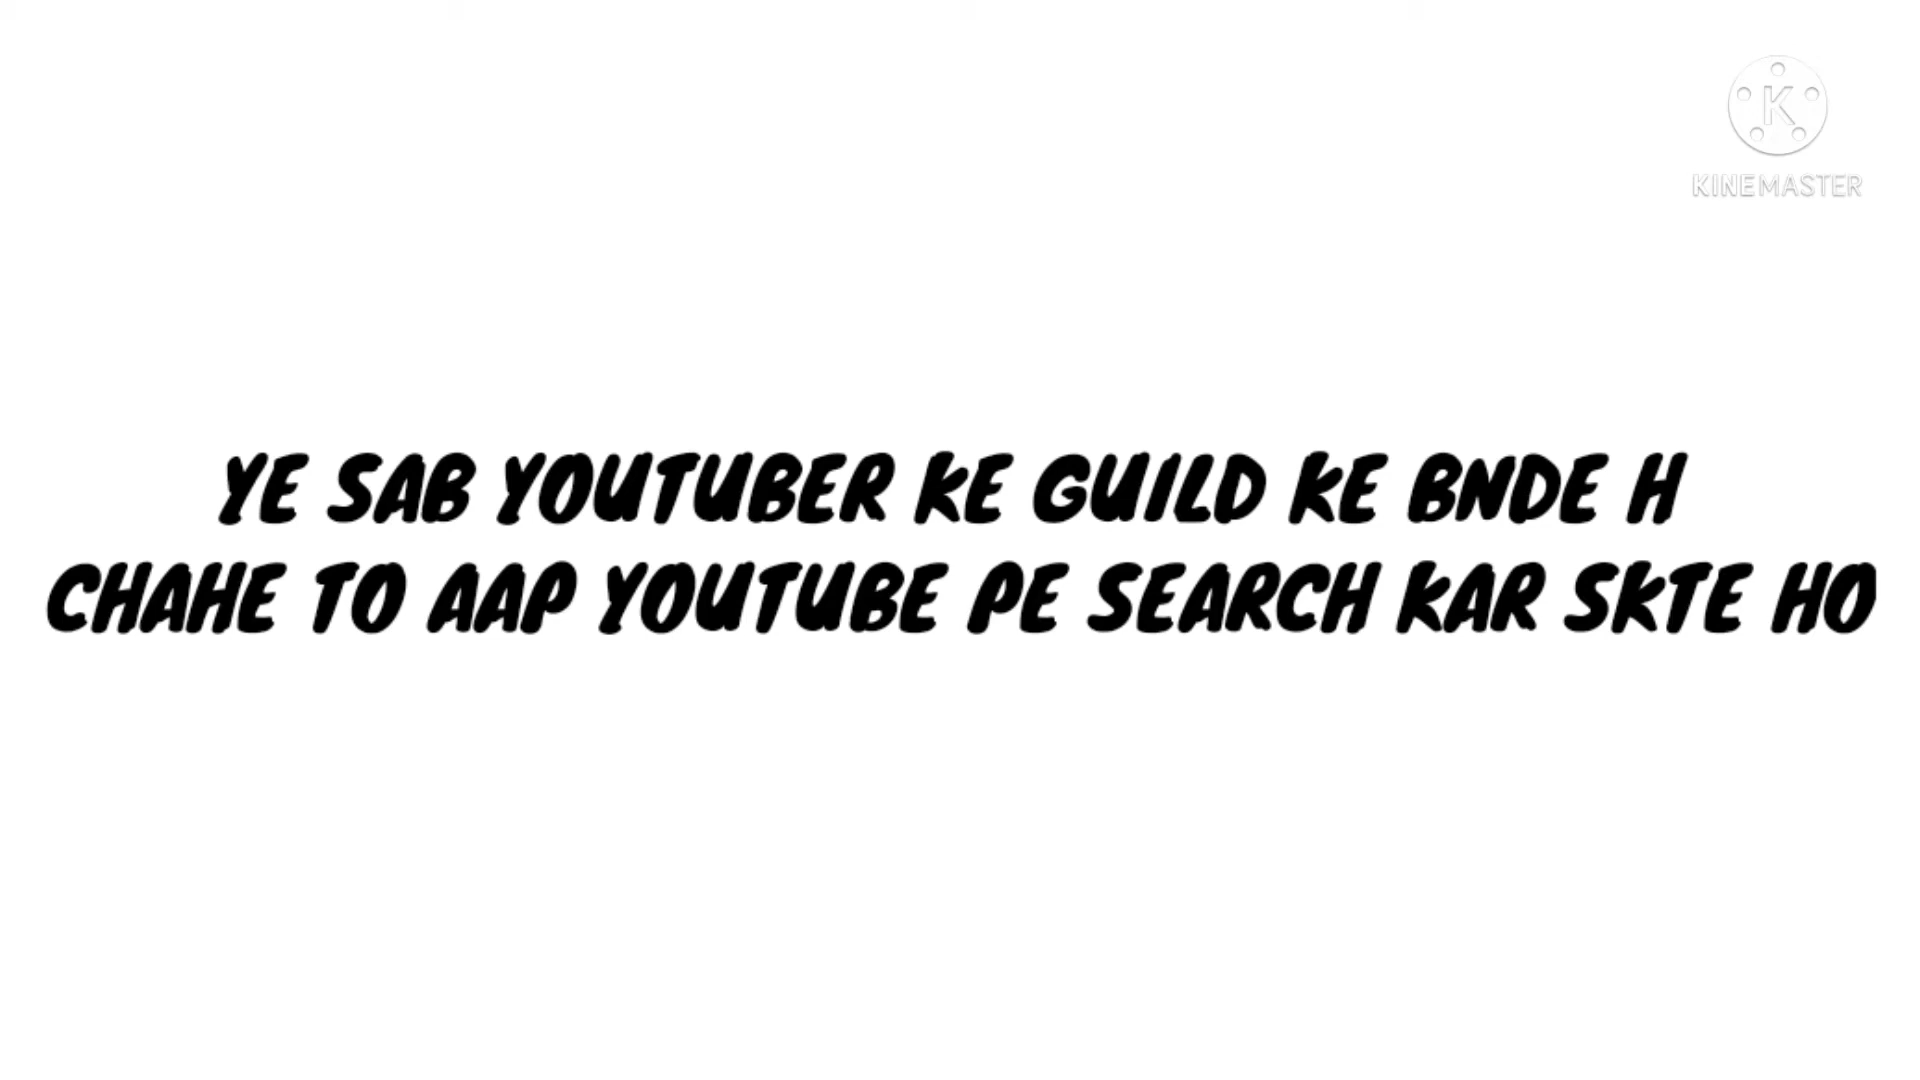 K
KINEMASTER
YE SAB YOUTUBER KE GUILD KE BNDE H
CHAHE TO AAP YOUTUBE PE SEARCH KAR SKTE HO